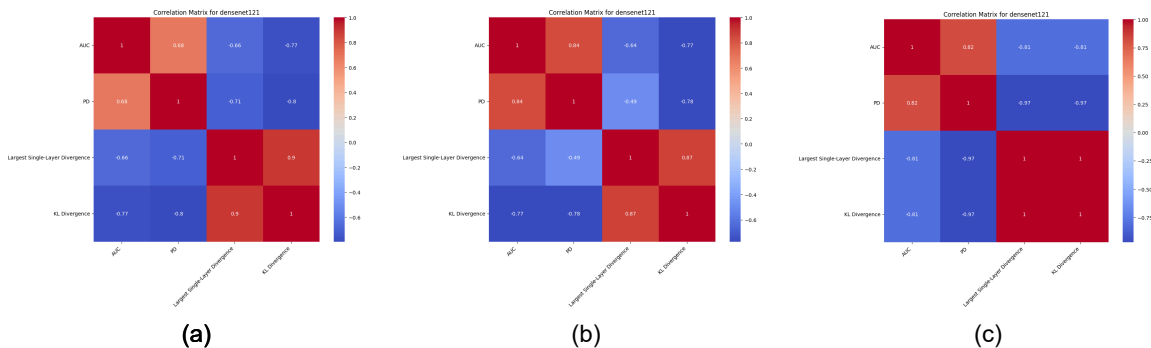 Correlation Matrix for densenet121
AUC 1 0.68 -0.66 -0.77
PD 0.68 1 -0.71 -0.8
Largest Single-Layer Divergence -0.66 -0.71 1 0.9
KL Divergence -0.77 -0.8 0.9 1
AUC PD Largest Single-Layer Divergence KL Divergence
1.0
0.8
0.6
0.4
0.2
0.0
−0.2
−0.4
−0.6
(a)
Correlation Matrix for densenet121
AUC 1 0.84 -0.64 -0.77
PD 0.84 1 -0.49 -0.78
Largest Single-Layer Divergence -0.64 -0.49 1 0.87
KL Divergence -0.77 -0.78 0.87 1
AUC PD Largest Single-Layer Divergence KL Divergence
1.0
0.8
0.6
0.4
0.2
0.0
−0.2
−0.4
−0.6
(b)
Correlation Matrix for densenet121
AUC 1 0.82 -0.81 -0.81
PD 0.82 1 -0.97 -0.97
Largest Single-Layer Divergence -0.81 -0.97 1 1
KL Divergence -0.81 -0.97 1 1
AUC PD Largest Single-Layer Divergence KL Divergence
1.00
0.75
0.50
0.25
0.00
−0.25
−0.50
−0.75
(c)